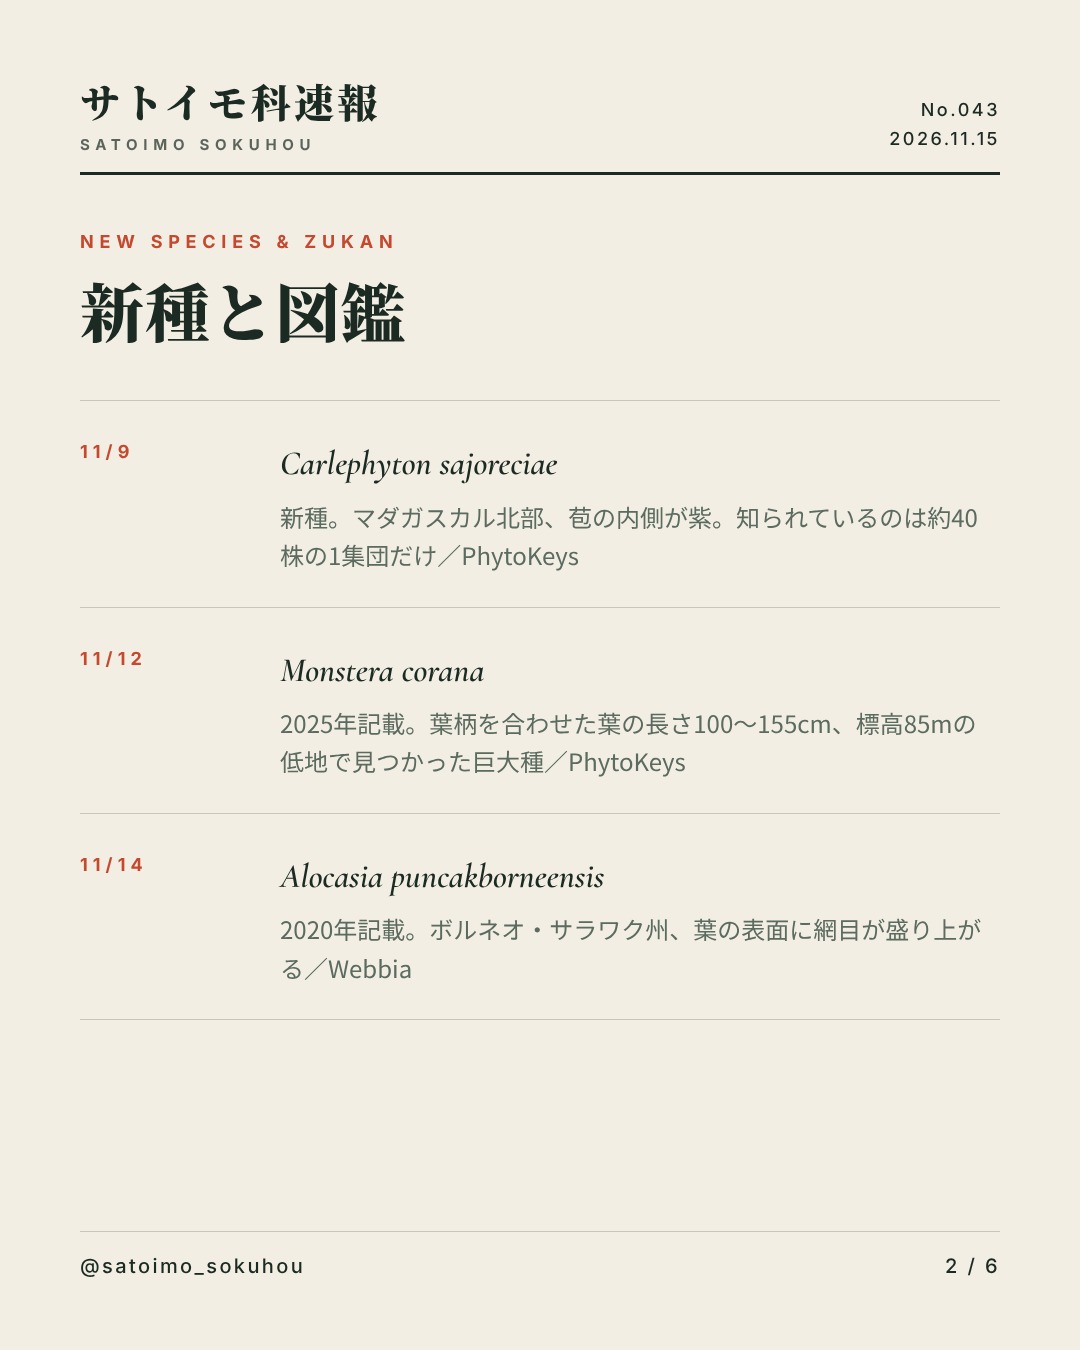 サトイモ科速報
SATOIMO SOKUHOU
No.043
2026.11.15
NEW SPECIES & ZUKAN
新種と図鑑
11/9
Carlephyton sajoreciae
新種。マダガスカル北部、苞の内側が紫。知られているのは約40
株の1集団だけ／PhytoKeys
11/12
Monstera corana
2025年記載。葉柄を合わせた葉の長さ100〜155cm、標高85mの
低地で見つかった巨大種／PhytoKeys
11/14
Alocasia puncakborneensis
2020年記載。ボルネオ・サラワク州、葉の表面に網目が盛り上が
る／Webbia
@satoimo_sokuhou
2 / 6